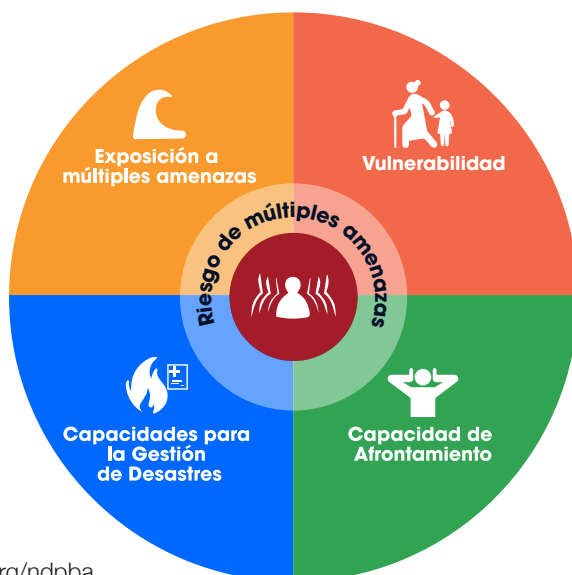 Exposición a
múltiples amenazas
Vulnerabilidad
Riesgo de múltiples amenazas
Capacidades para
la Gestión
de Desastres
Capacidad de
Afrontamiento
rg/ndpba